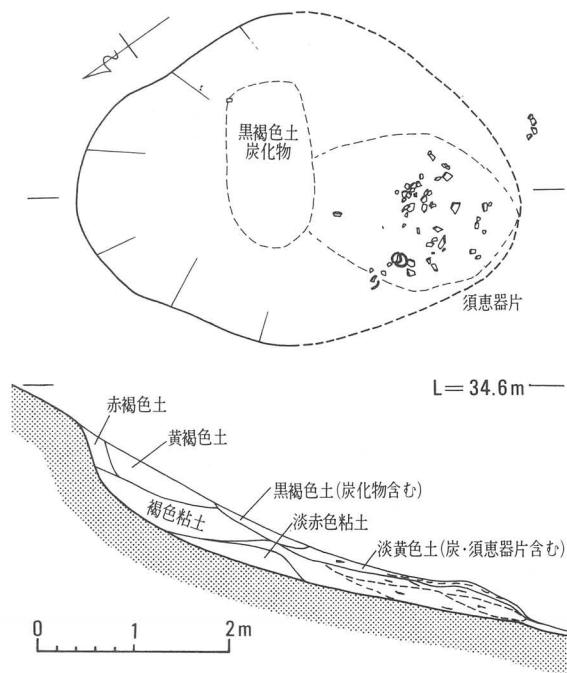 黒褐色土
炭化物
須恵器片
L=34.6m
赤褐色土
黄褐色土
黒褐色土(炭化物含む)
褐色粘土
淡赤色粘土
淡黄色土(炭・須恵器片含む)
0 1 2m